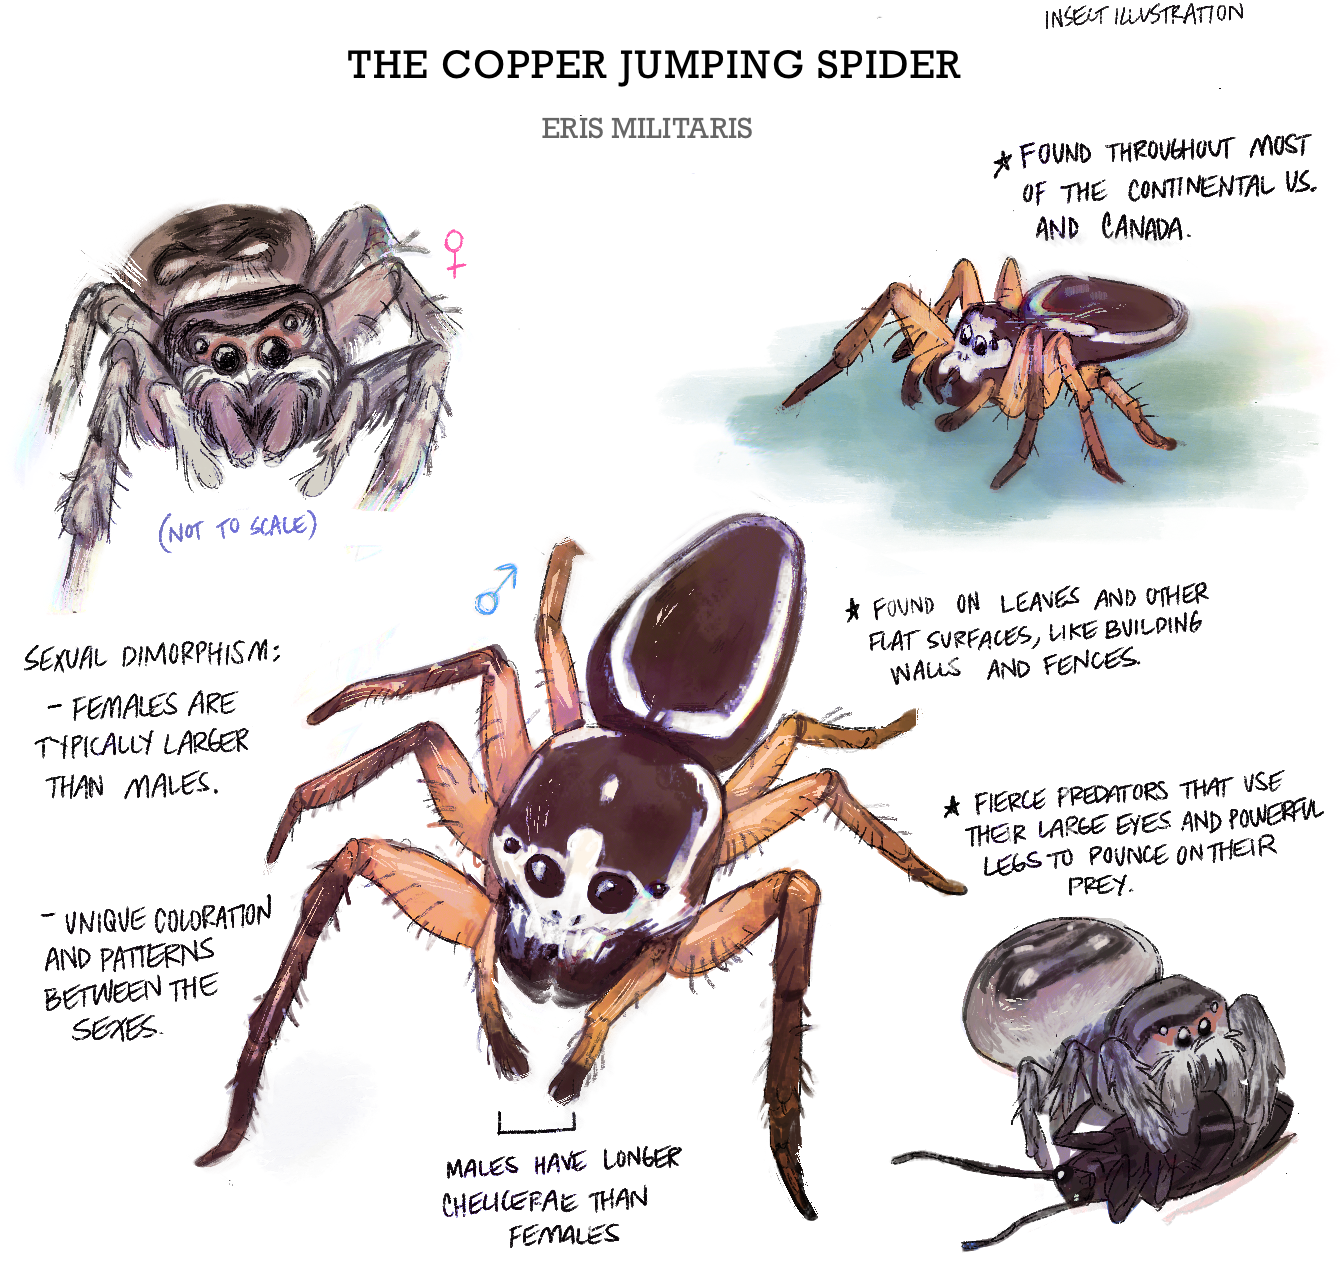 INSECT ILLUSTRATION
THE COPPER JUMPING SPIDER
ERIS MILITARIS
★ FOUND THROUGHOUT MOST
OF THE CONTINENTAL US.
AND CANADA.
♀
(NOT TO SCALE)
♂
★ FOUND ON LEAVES AND OTHER
FLAT SURFACES, LIKE BUILDING
WALLS AND FENCES.
SEXUAL DIMORPHISM:
- FEMALES ARE
TYPICALLY LARGER
THAN MALES.
★ FIERCE PREDATORS THAT USE
THEIR LARGE EYES AND POWERFUL
LEGS TO POUNCE ON THEIR
PREY.
- UNIQUE COLORATION
AND PATTERNS
BETWEEN THE
SEXES.
MALES HAVE LONGER
CHELICERAE THAN
FEMALES